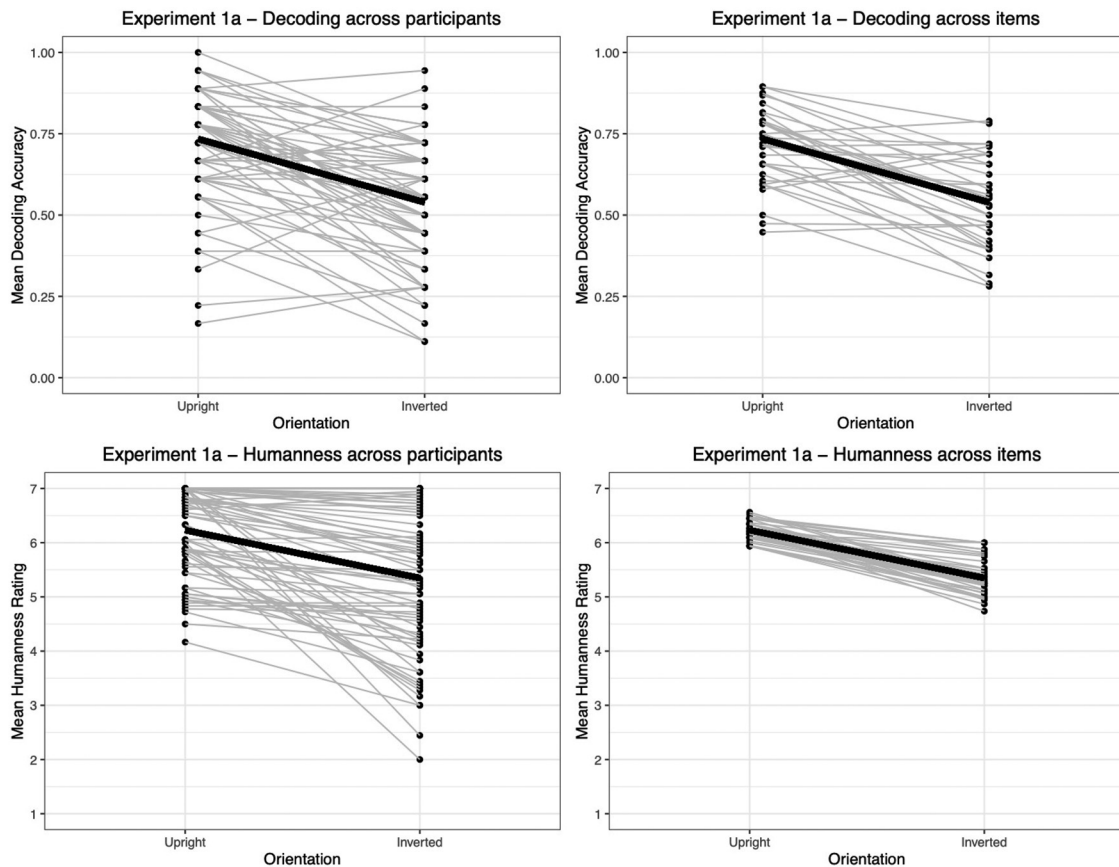 Experiment 1a – Decoding across participants
Mean Decoding Accuracy
1.00
0.75
0.50
0.25
0.00
Upright
Inverted
Orientation
Experiment 1a – Decoding across items
Mean Decoding Accuracy
1.00
0.75
0.50
0.25
0.00
Upright
Inverted
Orientation
Experiment 1a – Humanness across participants
Mean Humanness Rating
7
6
5
4
3
2
1
Upright
Inverted
Orientation
Experiment 1a – Humanness across items
Mean Humanness Rating
7
6
5
4
3
2
1
Upright
Inverted
Orientation